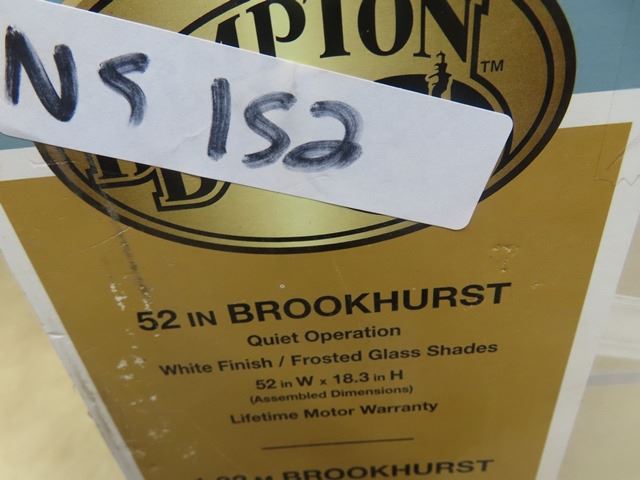 MPTON
TM
NS 152
52 IN BROOKHURST
Quiet Operation
White Finish / Frosted Glass Shades
52 in W x 18.3 in H
(Assembled Dimensions)
Lifetime Motor Warranty
BROOKHURST